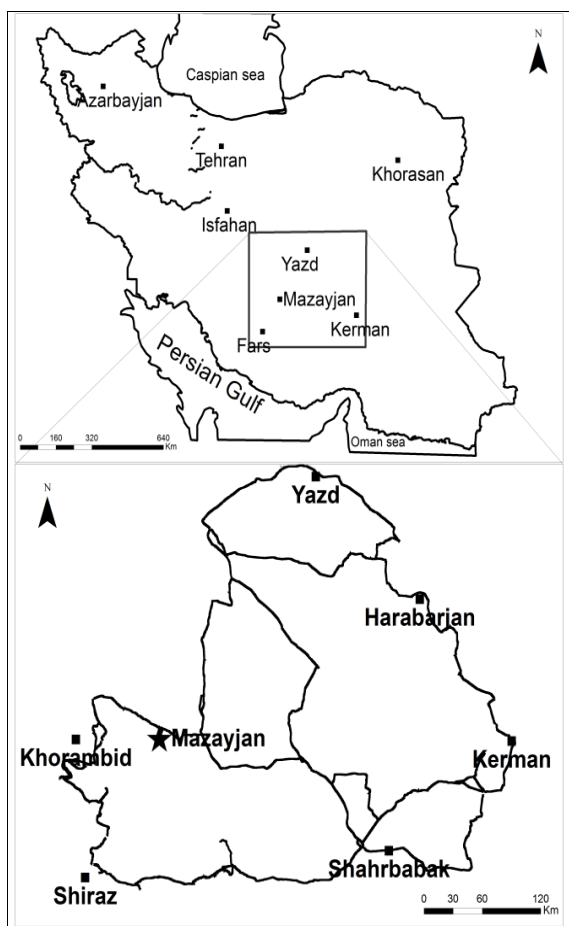 N
Caspian sea
Azarbayjan
Tehran
Khorasan
Isfahan
Yazd
Mazayjan
Kerman
Fars
Persian Gulf
Oman sea
0 160 320 640
Km
N
Yazd
Harabarjan
Khorambid
Mazayjan
Kerman
Shahrbabak
Shiraz
0 30 60 120
Km